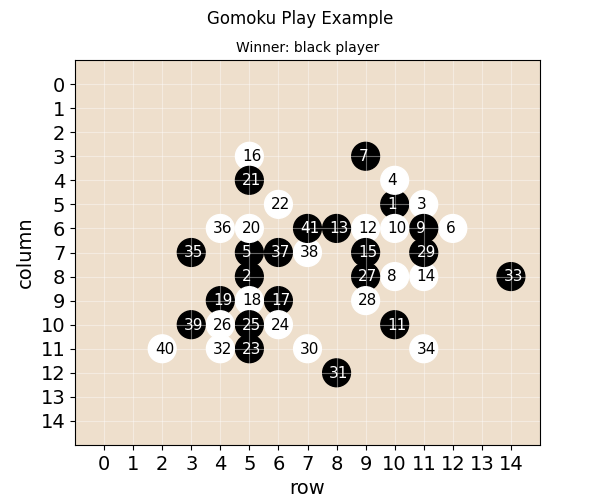 Gomoku Play Example
Winner: black player
0
1
2
3 16 7
4 21 4
5 22 1 3
6 36 20 41 13 12 10 9 6
7 35 5 37 38 15 29
8 2 27 8 14 33
9 19 18 17 28
10 39 26 25 24 11
11 40 32 23 30 34
12 31
13
14
column
0 1 2 3 4 5 6 7 8 9 10 11 12 13 14
row